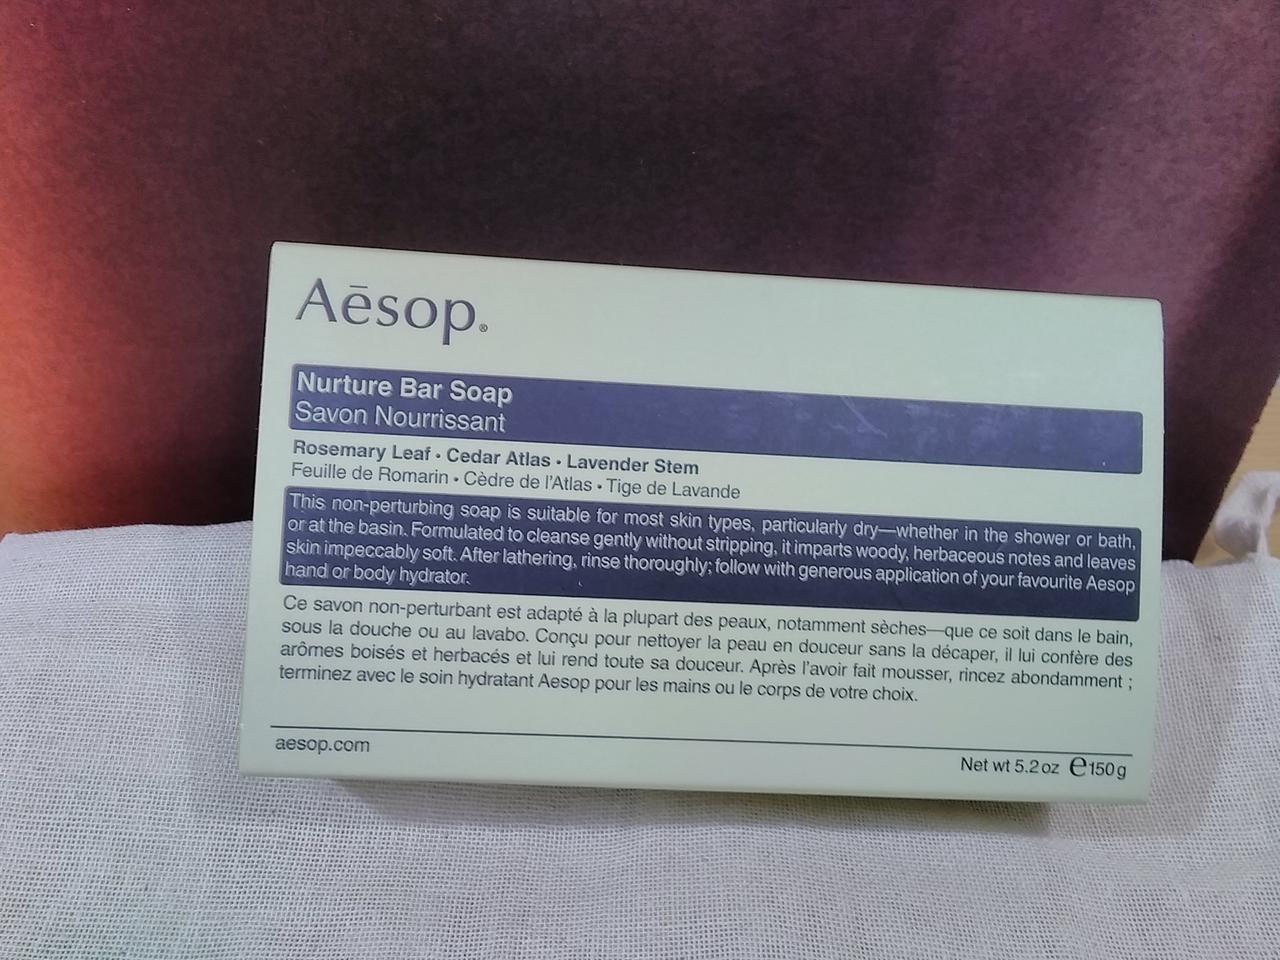 Aēsop®
Nurture Bar Soap
Savon Nourrissant
Rosemary Leaf • Cedar Atlas • Lavender Stem
Feuille de Romarin • Cèdre de l'Atlas • Tige de Lavande
This non-perturbing soap is suitable for most skin types, particularly dry—whether in the shower or bath,
or at the basin. Formulated to cleanse gently without stripping, it imparts woody, herbaceous notes and leaves
skin impeccably soft. After lathering, rinse thoroughly; follow with generous application of your favourite Aesop
hand or body hydrator.
Ce savon non-perturbant est adapté à la plupart des peaux, notamment sèches—que ce soit dans le bain,
sous la douche ou au lavabo. Conçu pour nettoyer la peau en douceur sans la décaper, il lui confère des
arômes boisés et herbacés et lui rend toute sa douceur. Après l'avoir fait mousser, rincez abondamment ;
terminez avec le soin hydratant Aesop pour les mains ou le corps de votre choix.
aesop.com
Net wt 5.2 oz ℮150 g